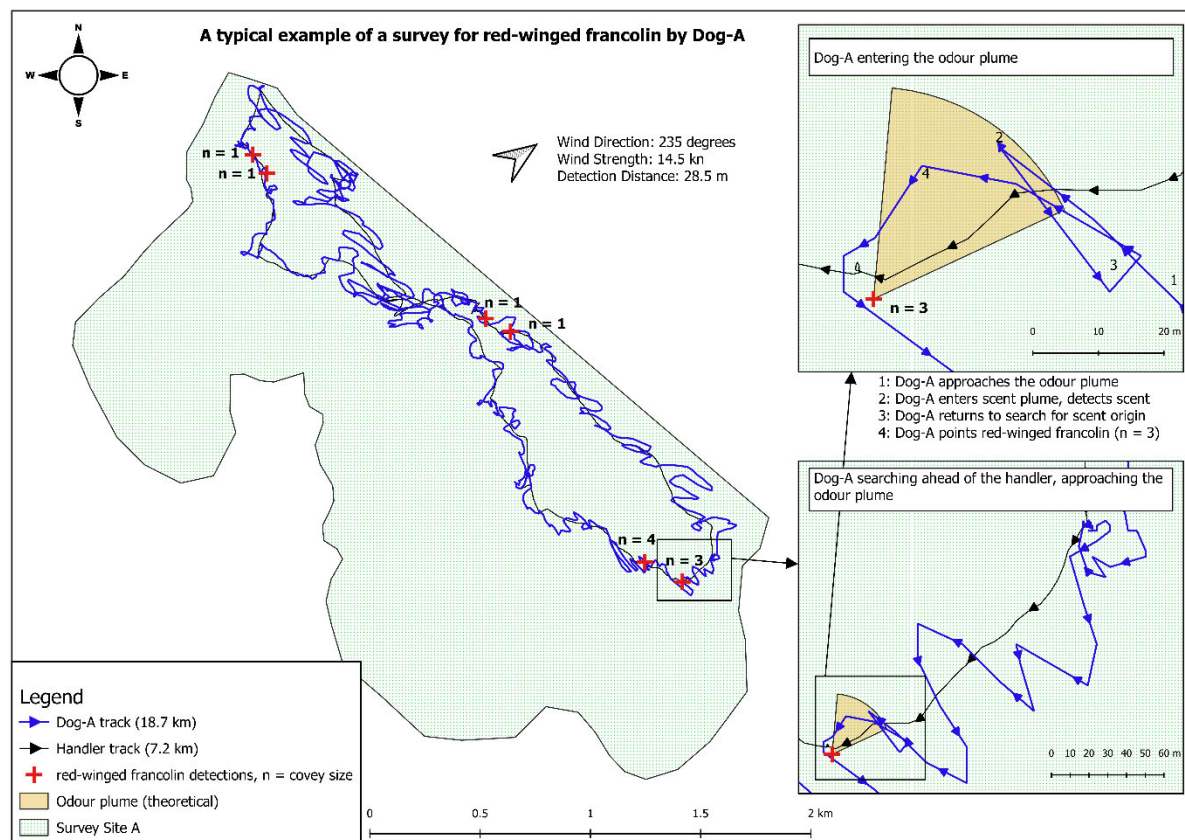 A typical example of a survey for red-winged francolin by Dog-A
N
W
E
S
Wind Direction: 235 degrees
Wind Strength: 14.5 kn
Detection Distance: 28.5 m
n = 1
n = 1
n = 1
n = 1
n = 4
n = 3
Dog-A entering the odour plume
2
4
3
1
n = 3
0 10 20 m
1: Dog-A approaches the odour plume
2: Dog-A enters scent plume, detects scent
3: Dog-A returns to search for scent origin
4: Dog-A points red-winged francolin (n = 3)
Dog-A searching ahead of the handler, approaching the
odour plume
0 10 20 30 40 50 60 m
Legend
Dog-A track (18.7 km)
Handler track (7.2 km)
red-winged francolin detections, n = covey size
Odour plume (theoretical)
Survey Site A
0 0.5 1 1.5 2 km